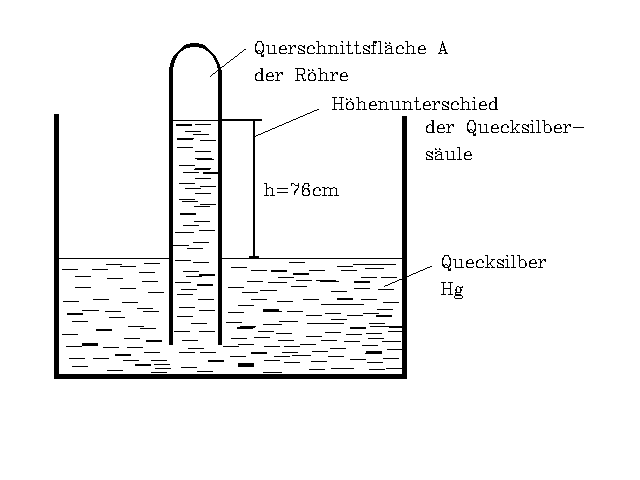 Querschnittsfläche A
der Röhre
Höhenunterschied
der Quecksilber-
säule
h=76cm
Quecksilber
Hg